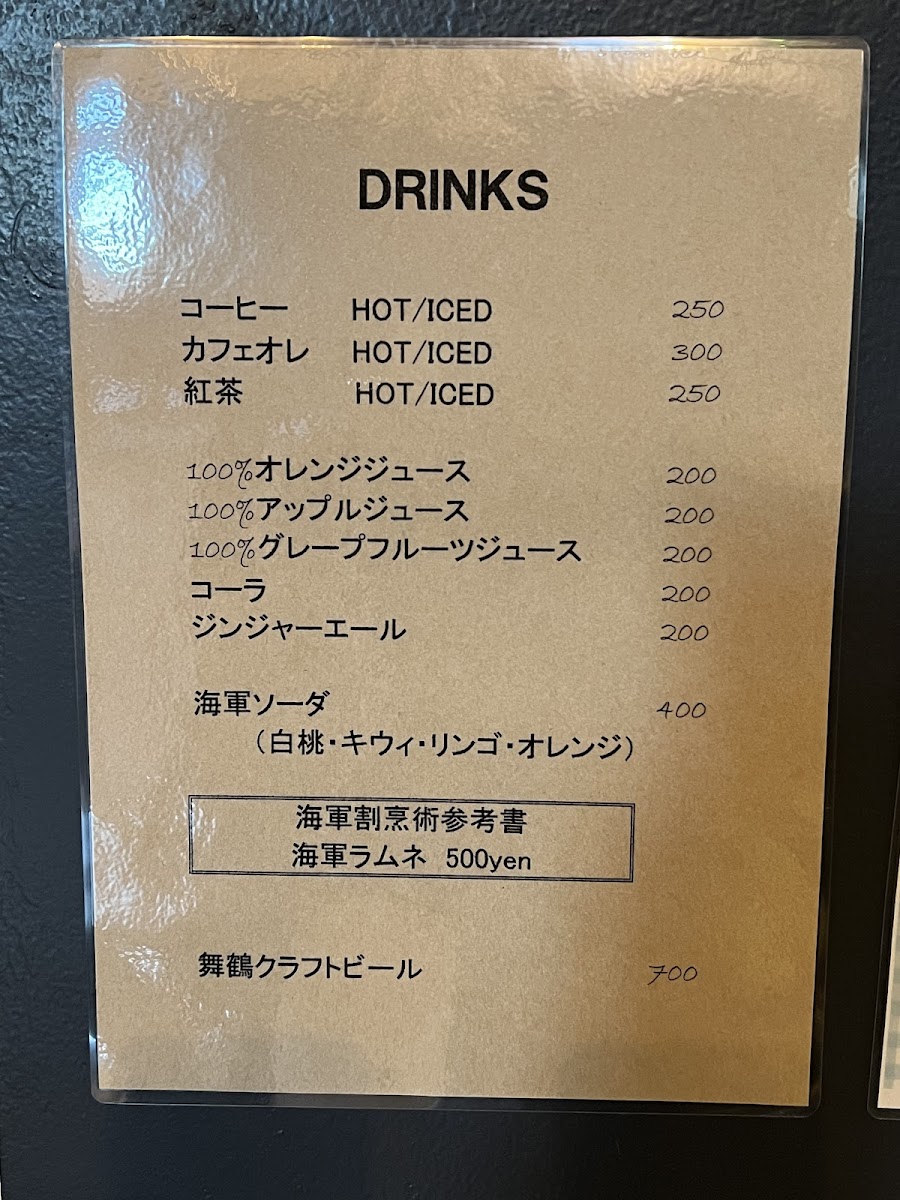 DRINKS
コーヒー HOT/ICED 250
カフェオレ HOT/ICED 300
紅茶 HOT/ICED 250
100%オレンジジュース 200
100%アップルジュース 200
100%グレープフルーツジュース 200
コーラ 200
ジンジャーエール 200
海軍ソーダ 400
（白桃・キウィ・リンゴ・オレンジ）
海軍割烹術参考書
海軍ラムネ 500yen
舞鶴クラフトビール 700